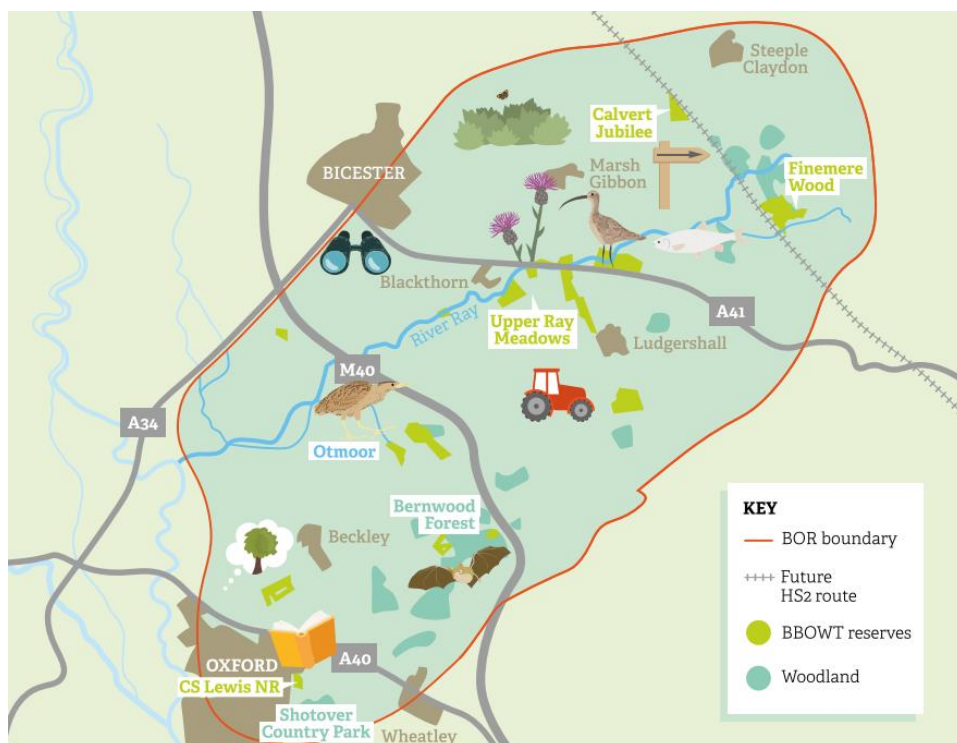 Steeple
Claydon
Calvert
Jubilee
BICESTER
Marsh
Gibbon
Finemere
Wood
Blackthorn
River Ray
Upper Ray
Meadows
A41
Ludgershall
M40
A34
Otmoor
Bernwood
Forest
Beckley
OXFORD
A40
CS Lewis NR
Shotover
Country Park
Wheatley
KEY
BOR boundary
Future
HS2 route
BBOWT reserves
Woodland